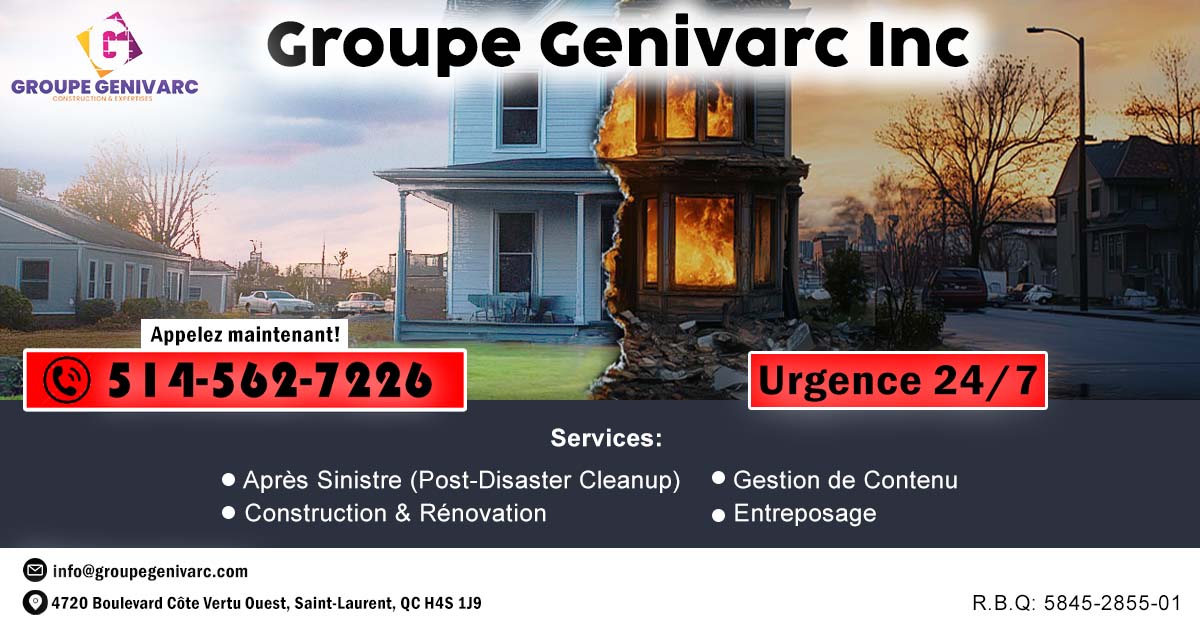 Groupe Genivarc Inc
GROUPE GENIVARC
CONSTRUCTION & EXPERTISES
Appelez maintenant!
514-562-7226
Urgence 24/7
Services:
Après Sinistre (Post-Disaster Cleanup)
Construction & Rénovation
Gestion de Contenu
Entreposage
info@groupegenivarc.com
4720 Boulevard Côte Vertu Ouest, Saint-Laurent, QC H4S 1J9
R.B.Q: 5845-2855-01